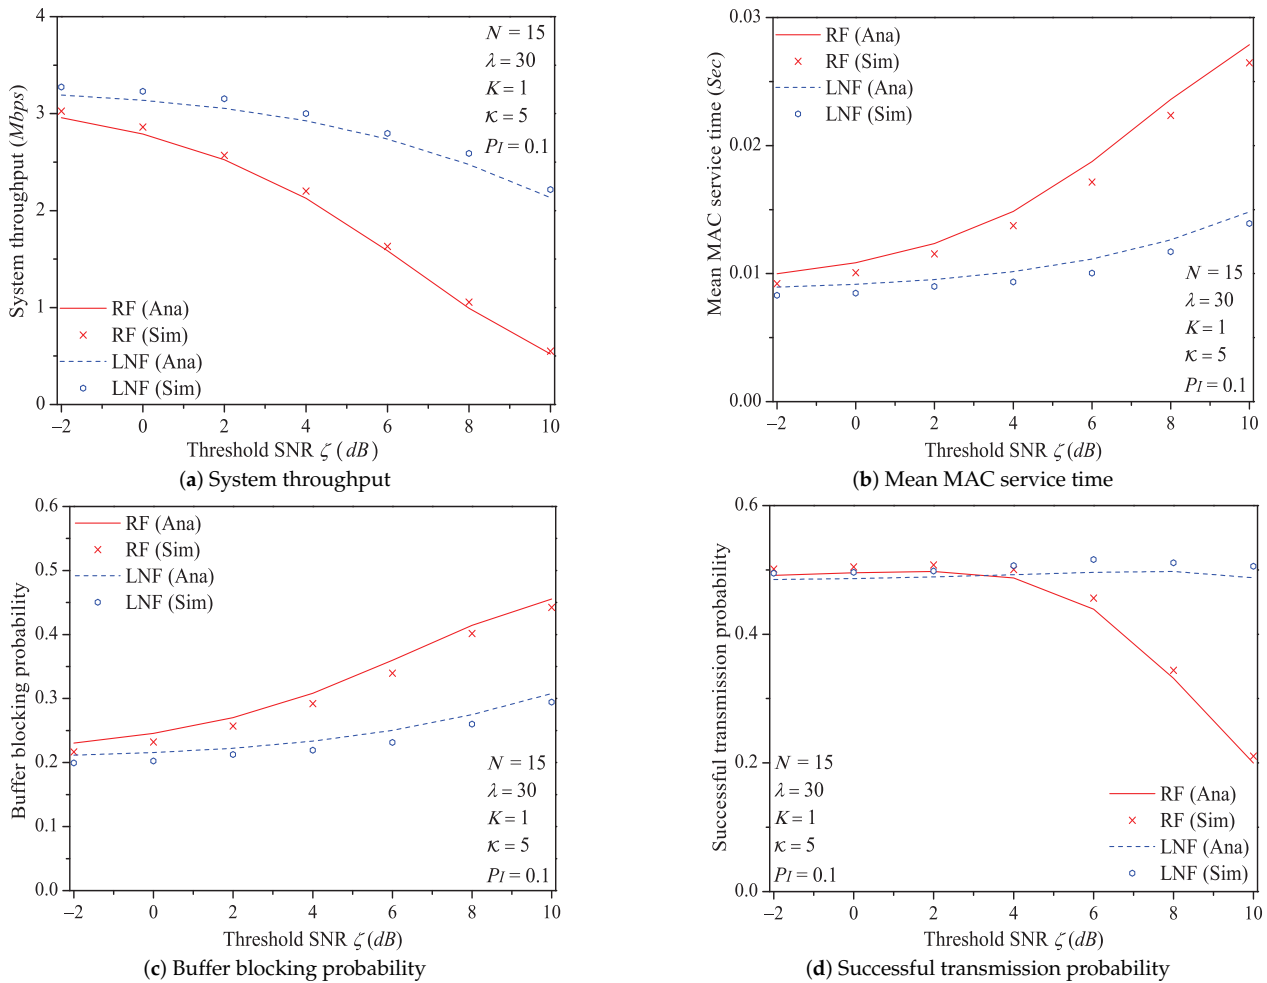 4
3
2
1
0
System throughput (Mbps)
N = 15
λ = 30
K = 1
κ = 5
PI = 0.1
RF (Ana)
RF (Sim)
LNF (Ana)
LNF (Sim)
−2 0 2 4 6 8 10
Threshold SNR ζ (dB)
(a) System throughput
0.03
0.02
0.01
0.00
Mean MAC service time (Sec)
RF (Ana)
RF (Sim)
LNF (Ana)
LNF (Sim)
N = 15
λ = 30
K = 1
κ = 5
PI = 0.1
−2 0 2 4 6 8 10
Threshold SNR ζ (dB)
(b) Mean MAC service time
0.6
0.5
0.4
0.3
0.2
0.1
0.0
Buffer blocking probability
RF (Ana)
RF (Sim)
LNF (Ana)
LNF (Sim)
N = 15
λ = 30
K = 1
κ = 5
PI = 0.1
−2 0 2 4 6 8 10
Threshold SNR ζ (dB)
(c) Buffer blocking probability
0.6
0.4
0.2
0.0
Successful transmission probability
N = 15
λ = 30
K = 1
κ = 5
PI = 0.1
RF (Ana)
RF (Sim)
LNF (Ana)
LNF (Sim)
−2 0 2 4 6 8 10
Threshold SNR ζ (dB)
(d) Successful transmission probability